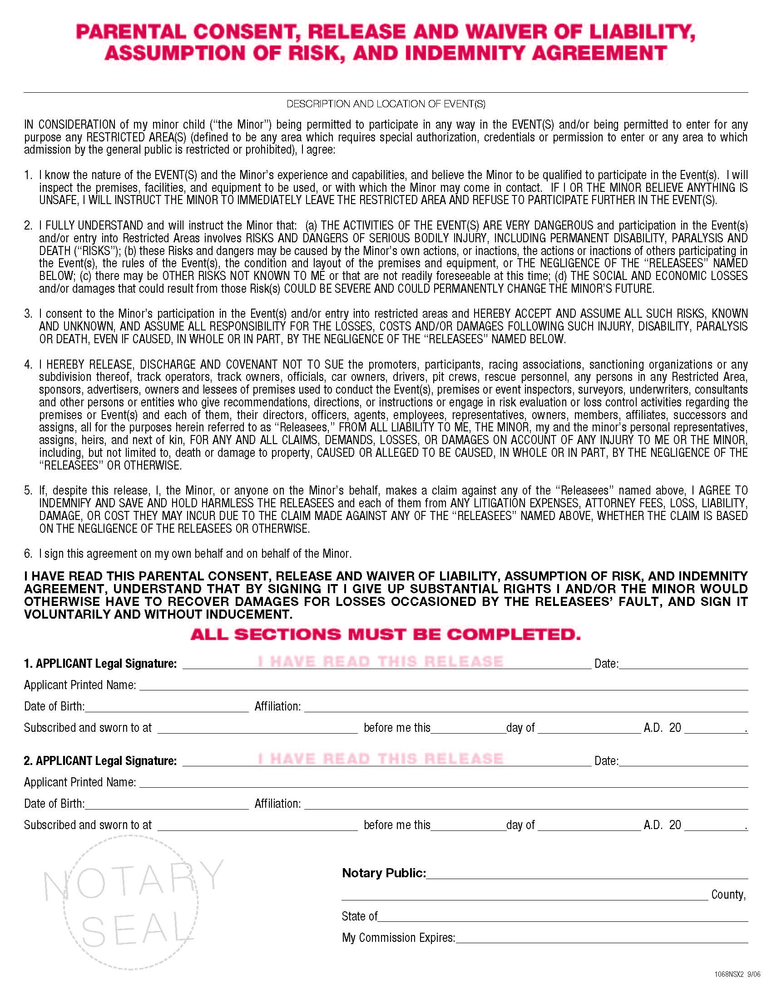 PARENTAL CONSENT, RELEASE AND WAIVER OF LIABILITY,
ASSUMPTION OF RISK, AND INDEMNITY AGREEMENT
DESCRIPTION AND LOCATION OF EVENT(S)
IN CONSIDERATION of my minor child (“the Minor”) being permitted to participate in any way in the EVENT(S) and/or being permitted to enter for any
purpose any RESTRICTED AREA(S) (defined to be any area which requires special authorization, credentials or permission to enter or any area to which
admission by the general public is restricted or prohibited), I agree:
1. I know the nature of the EVENT(S) and the Minor’s experience and capabilities, and believe the Minor to be qualified to participate in the Event(s). I will
inspect the premises, facilities, and equipment to be used, or with which the Minor may come in contact. IF I OR THE MINOR BELIEVE ANYTHING IS
UNSAFE, I WILL INSTRUCT THE MINOR TO IMMEDIATELY LEAVE THE RESTRICTED AREA AND REFUSE TO PARTICIPATE FURTHER IN THE EVENT(S).
2. I FULLY UNDERSTAND and will instruct the Minor that: (a) THE ACTIVITIES OF THE EVENT(S) ARE VERY DANGEROUS and participation in the Event(s)
and/or entry into Restricted Areas involves RISKS AND DANGERS OF SERIOUS BODILY INJURY, INCLUDING PERMANENT DISABILITY, PARALYSIS AND
DEATH (“RISKS”); (b) these Risks and dangers may be caused by the Minor’s own actions, or inactions, the actions or inactions of others participating in
the Event(s), the rules of the Event(s), the condition and layout of the premises and equipment, or THE NEGLIGENCE OF THE “RELEASEES” NAMED
BELOW; (c) there may be OTHER RISKS NOT KNOWN TO ME or that are not readily foreseeable at this time; (d) THE SOCIAL AND ECONOMIC LOSSES
and/or damages that could result from those Risk(s) COULD BE SEVERE AND COULD PERMANENTLY CHANGE THE MINOR’S FUTURE.
3. I consent to the Minor’s participation in the Event(s) and/or entry into restricted areas and HEREBY ACCEPT AND ASSUME ALL SUCH RISKS, KNOWN
AND UNKNOWN, AND ASSUME ALL RESPONSIBILITY FOR THE LOSSES, COSTS AND/OR DAMAGES FOLLOWING SUCH INJURY, DISABILITY, PARALYSIS
OR DEATH, EVEN IF CAUSED, IN WHOLE OR IN PART, BY THE NEGLIGENCE OF THE “RELEASEES” NAMED BELOW.
4. I HEREBY RELEASE, DISCHARGE AND COVENANT NOT TO SUE the promoters, participants, racing associations, sanctioning organizations or any
subdivision thereof, track operators, track owners, officials, car owners, drivers, pit crews, rescue personnel, any persons in any Restricted Area,
sponsors, advertisers, owners and lessees of premises used to conduct the Event(s), premises or event inspectors, surveyors, underwriters, consultants
and other persons or entities who give recommendations, directions, or instructions or engage in risk evaluation or loss control activities regarding the
premises or Event(s) and each of them, their directors, officers, agents, employees, representatives, owners, members, affiliates, successors and
assigns, all for the purposes herein referred to as “Releasees,” FROM ALL LIABILITY TO ME, THE MINOR, my and the minor’s personal representatives,
assigns, heirs, and next of kin, FOR ANY AND ALL CLAIMS, DEMANDS, LOSSES, OR DAMAGES ON ACCOUNT OF ANY INJURY TO ME OR THE MINOR,
including, but not limited to, death or damage to property, CAUSED OR ALLEGED TO BE CAUSED, IN WHOLE OR IN PART, BY THE NEGLIGENCE OF THE
“RELEASEES” OR OTHERWISE.
5. If, despite this release, I, the Minor, or anyone on the Minor’s behalf, makes a claim against any of the “Releasees” named above, I AGREE TO
INDEMNIFY AND SAVE AND HOLD HARMLESS THE RELEASEES and each of them from ANY LITIGATION EXPENSES, ATTORNEY FEES, LOSS, LIABILITY,
DAMAGE, OR COST THEY MAY INCUR DUE TO THE CLAIM MADE AGAINST ANY OF THE “RELEASEES” NAMED ABOVE, WHETHER THE CLAIM IS BASED
ON THE NEGLIGENCE OF THE RELEASEES OR OTHERWISE.
6. I sign this agreement on my own behalf and on behalf of the Minor.
I HAVE READ THIS PARENTAL CONSENT, RELEASE AND WAIVER OF LIABILITY, ASSUMPTION OF RISK, AND INDEMNITY
AGREEMENT, UNDERSTAND THAT BY SIGNING IT I GIVE UP SUBSTANTIAL RIGHTS I AND/OR THE MINOR WOULD
OTHERWISE HAVE TO RECOVER DAMAGES FOR LOSSES OCCASIONED BY THE RELEASEES’ FAULT, AND SIGN IT
VOLUNTARILY AND WITHOUT INDUCEMENT.
ALL SECTIONS MUST BE COMPLETED.
1. APPLICANT Legal Signature: I HAVE READ THIS RELEASE Date:
Applicant Printed Name:
Date of Birth: Affiliation:
Subscribed and sworn to at before me this day of A.D. 20 .
2. APPLICANT Legal Signature: I HAVE READ THIS RELEASE Date:
Applicant Printed Name:
Date of Birth: Affiliation:
Subscribed and sworn to at before me this day of A.D. 20 .
NOTARY
SEAL
Notary Public:
County,
State of
My Commission Expires:
1068NSX2 9/06